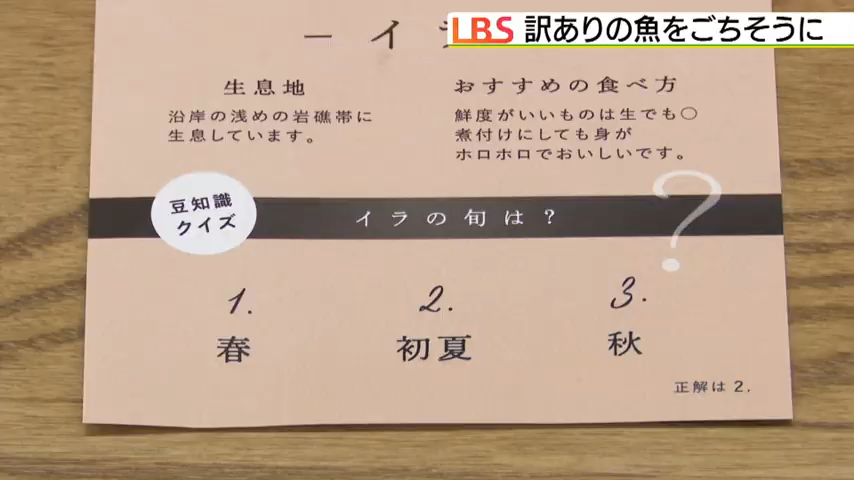 LBS 訳ありの魚をごちそうに
ー イラ
生息地
沿岸の浅めの岩礁帯に
生息しています。
おすすめの食べ方
鮮度がいいものは生でも〇
煮付けにしても身が
ホロホロでおいしいです。
豆知識
クイズ
イラの旬は？
?
1.
春
2.
初夏
3.
秋
正解は 2.